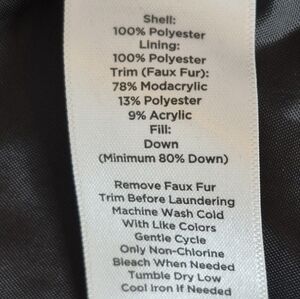 Shell:
100% Polyester
Lining:
100% Polyester
Trim (Faux Fur):
78% Modacrylic
13% Polyester
9% Acrylic
Fill:
Down
(Minimum 80% Down)
Remove Faux Fur
Trim Before Laundering
Machine Wash Cold
With Like Colors
Gentle Cycle
Only Non-Chlorine
Bleach When Needed
Tumble Dry Low
Cool Iron if Needed